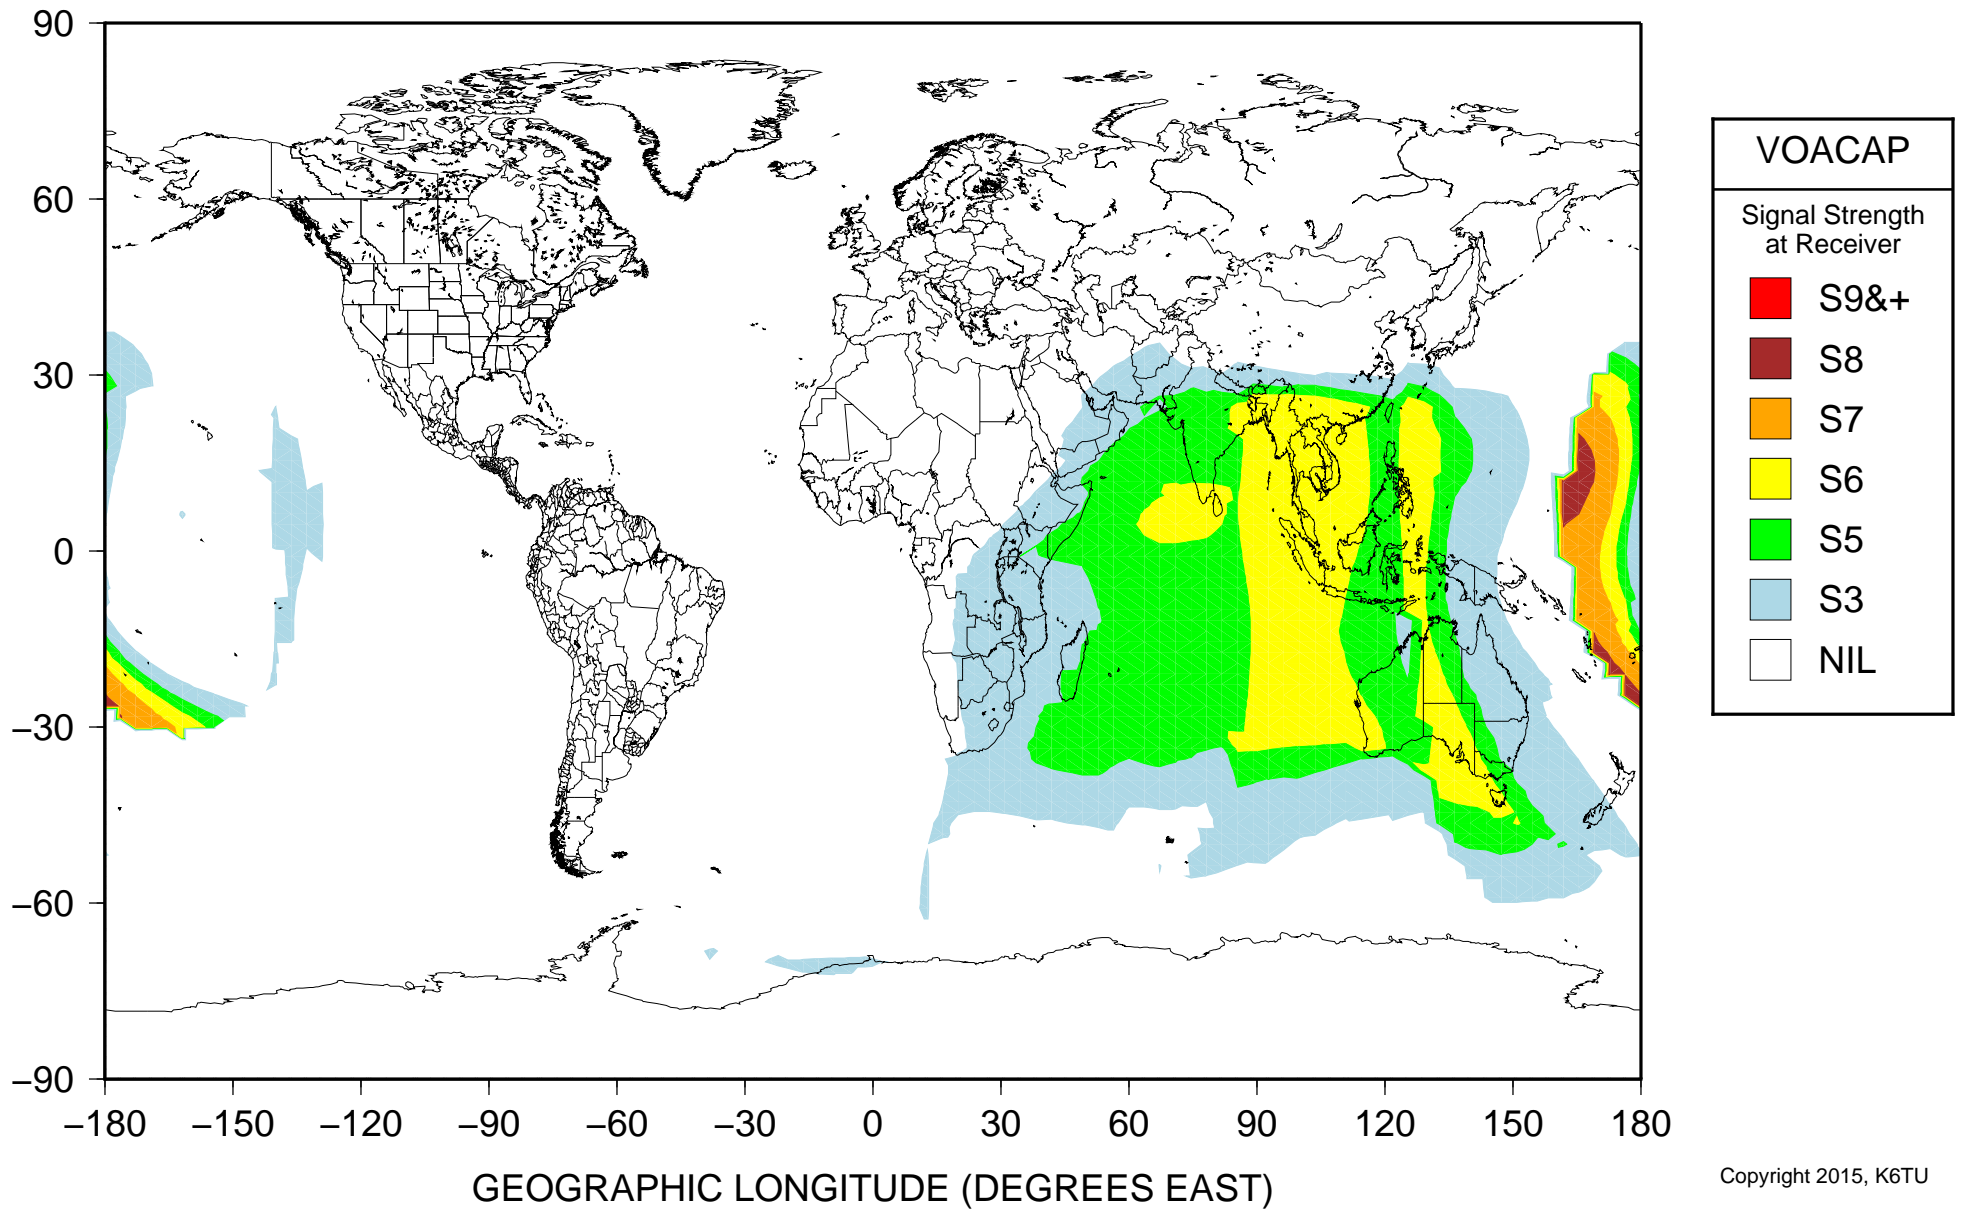 90
60
30
0
−30
−60
−90
−180 −150 −120 −90 −60 −30 0 30 60 90 120 150 180
GEOGRAPHIC LONGITUDE (DEGREES EAST)
VOACAP
Signal Strength
at Receiver
S9&+
S8
S7
S6
S5
S3
NIL
Copyright 2015, K6TU